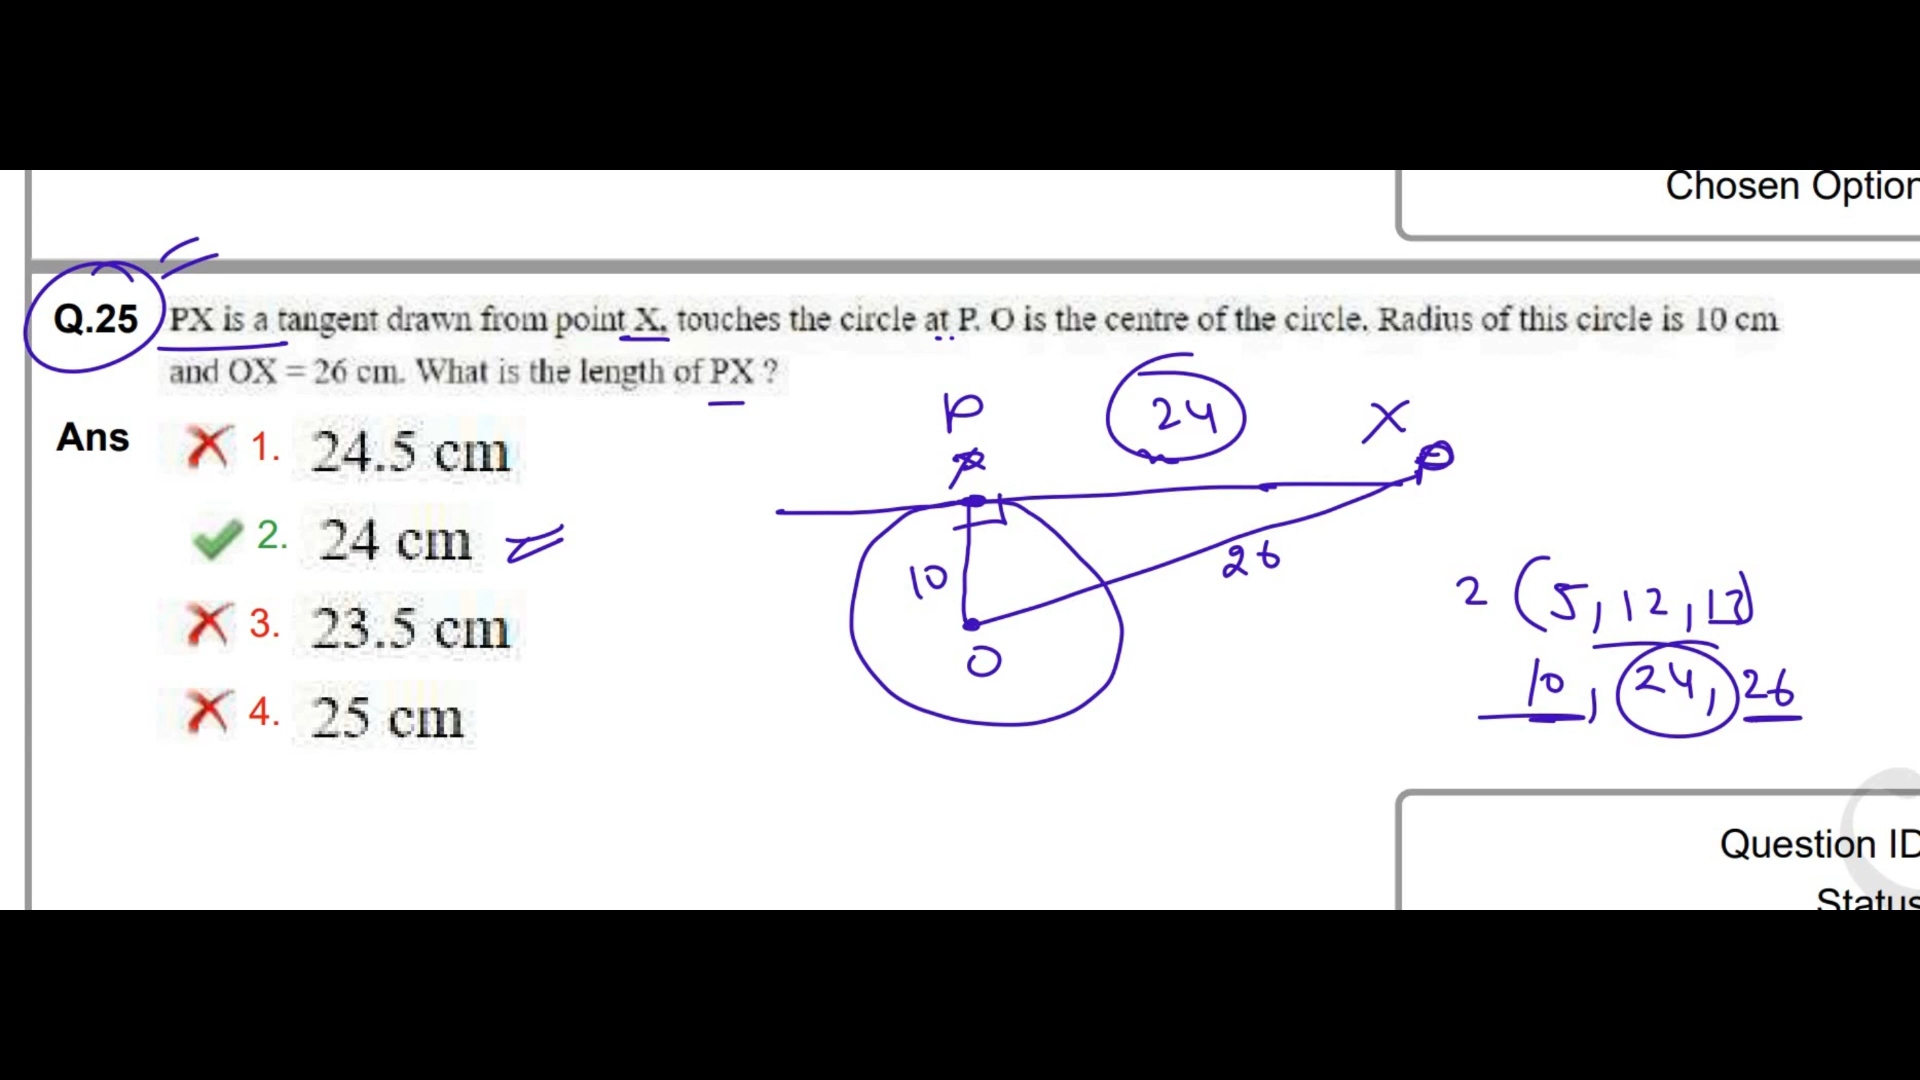 Chosen Option
Q.25 PX is a tangent drawn from point X, touches the circle at P. O is the centre of the circle. Radius of this circle is 10 cm
and OX = 26 cm. What is the length of PX ?
Ans
1. 24.5 cm
2. 24 cm
3. 23.5 cm
4. 25 cm
P
24
X
10
26
O
2 (5, 12, 13)
10, 24, 26
Question ID
Status